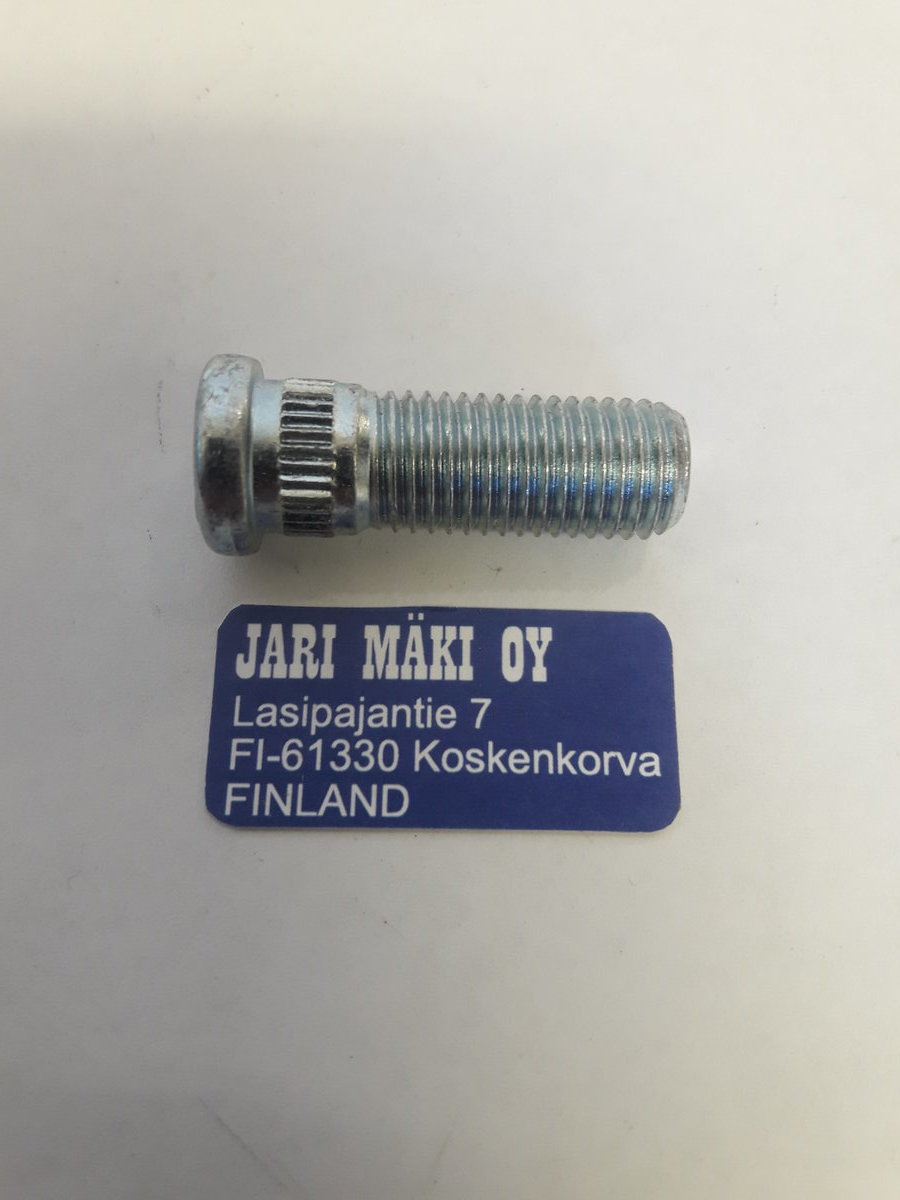 JARI MÄKI OY
Lasipajantie 7
FI-61330 Koskenkorva
FINLAND